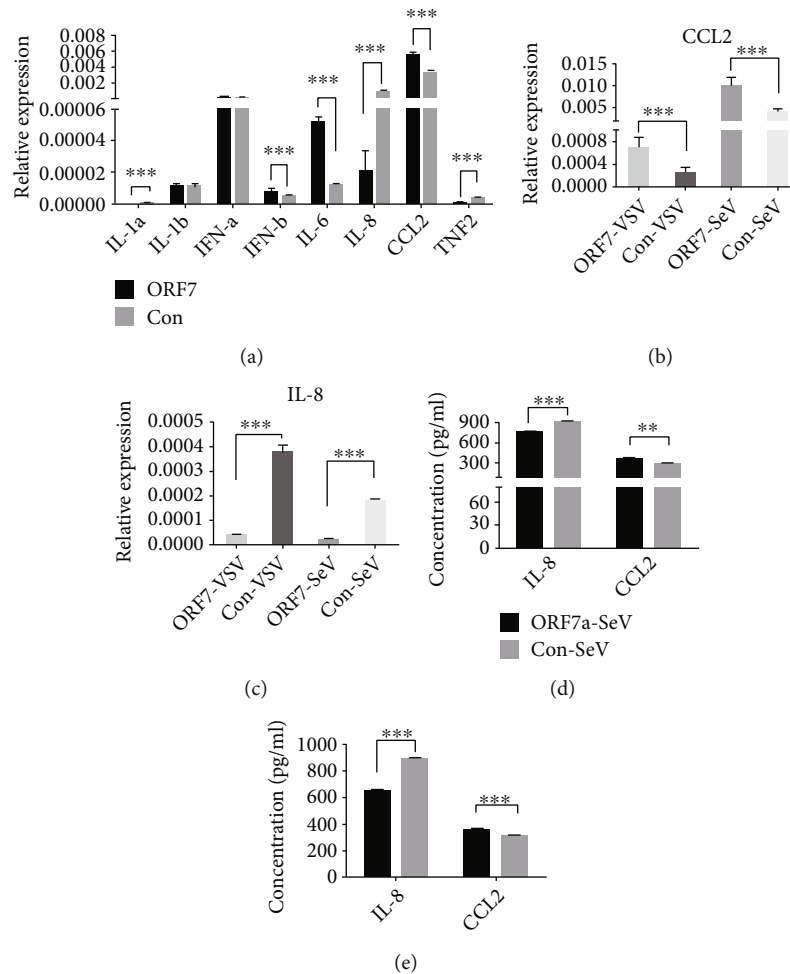 Relative expression
0.008
0.006
0.004
0.002
0.00006
0.00004
0.00002
0.00000
*** *** *** *** *** ***
IL-1a IL-1b IFN-a IFN-b IL-6 IL-8 CCL2 TNF2
ORF7
Con
(a)
CCL2
Relative expression
0.015
0.010
0.005
0.0008
0.0004
0.0000
*** ***
ORF7-VSV Con-VSV ORF7-SeV Con-SeV
(b)
IL-8
Relative expression
0.0005
0.0004
0.0003
0.0002
0.0001
0.0000
*** ***
ORF7-VSV Con-VSV ORF7-SeV Con-SeV
(c)
Concentration (pg/ml)
900
600
300
60
30
0
*** **
IL-8 CCL2
ORF7a-SeV
Con-SeV
(d)
Concentration (pg/ml)
1000
800
600
400
200
0
*** ***
IL-8 CCL2
(e)